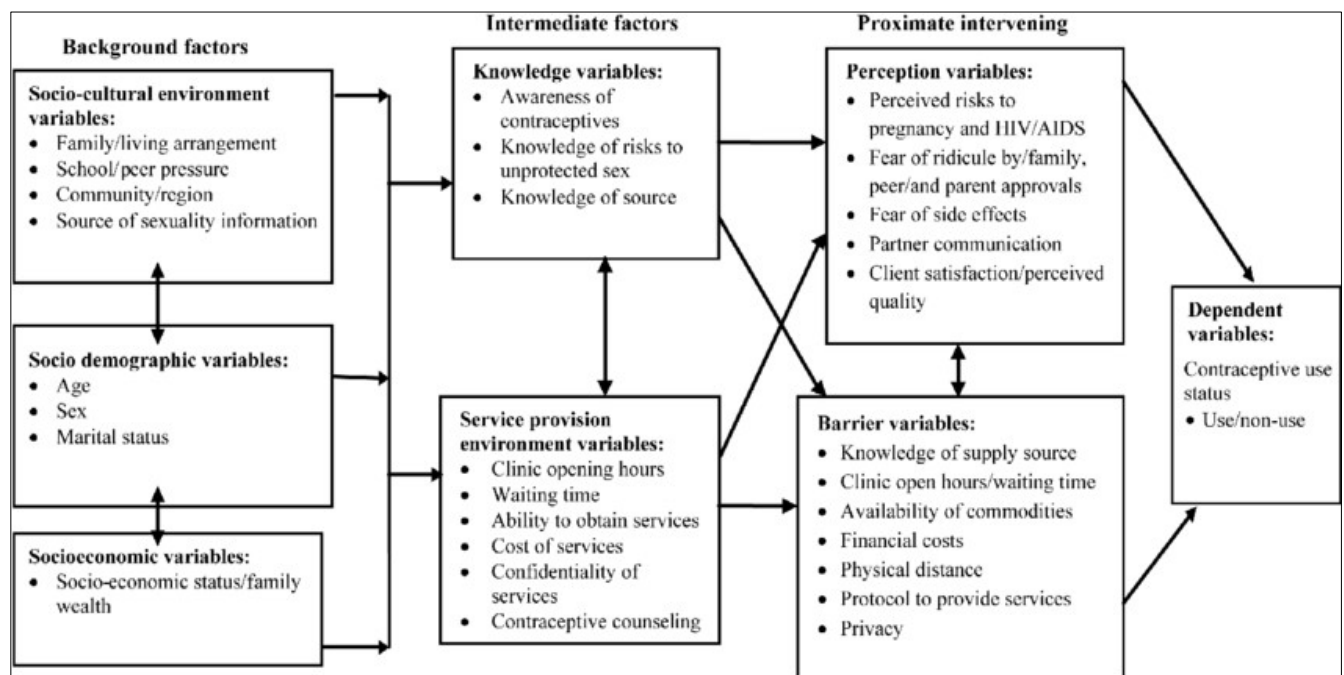 Background factors
Socio-cultural environment
variables:
• Family/living arrangement
• School/peer pressure
• Community/region
• Source of sexuality information
Socio demographic variables:
• Age
• Sex
• Marital status
Socioeconomic variables:
• Socio-economic status/family
wealth
Intermediate factors
Knowledge variables:
• Awareness of
contraceptives
• Knowledge of risks to
unprotected sex
• Knowledge of source
Service provision
environment variables:
• Clinic opening hours
• Waiting time
• Ability to obtain services
• Cost of services
• Confidentiality of
services
• Contraceptive counseling
Proximate intervening
Perception variables:
• Perceived risks to
pregnancy and HIV/AIDS
• Fear of ridicule by/family,
peer/and parent approvals
• Fear of side effects
• Partner communication
• Client satisfaction/perceived
quality
Barrier variables:
• Knowledge of supply source
• Clinic open hours/waiting time
• Availability of commodities
• Financial costs
• Physical distance
• Protocol to provide services
• Privacy
Dependent
variables:
Contraceptive use
status
• Use/non-use